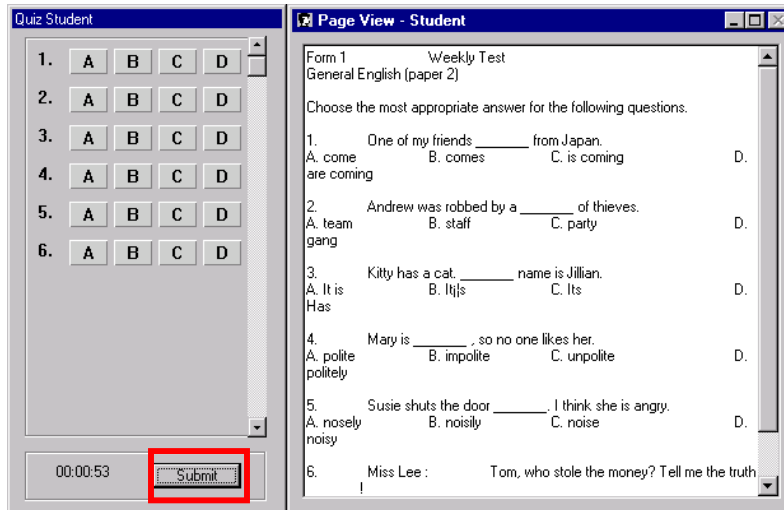 Quiz Student
1. A B C D
2. A B C D
3. A B C D
4. A B C D
5. A B C D
6. A B C D
00:00:53 Submit
Page View - Student
Form 1 Weekly Test
General English (paper 2)
Choose the most appropriate answer for the following questions.
1. One of my friends _______ from Japan.
A. come B. comes C. is coming D.
are coming
2. Andrew was robbed by a _______ of thieves.
A. team B. staff C. party D.
gang
3. Kitty has a cat. _______ name is Jillian.
A. It is B. It¡¦s C. Its D.
Has
4. Mary is _______ , so no one likes her.
A. polite B. impolite C. unpolite D.
politely
5. Susie shuts the door _______. I think she is angry.
A. nosely B. noisily C. noise D.
noisy
6. Miss Lee : Tom, who stole the money? Tell me the truth
!